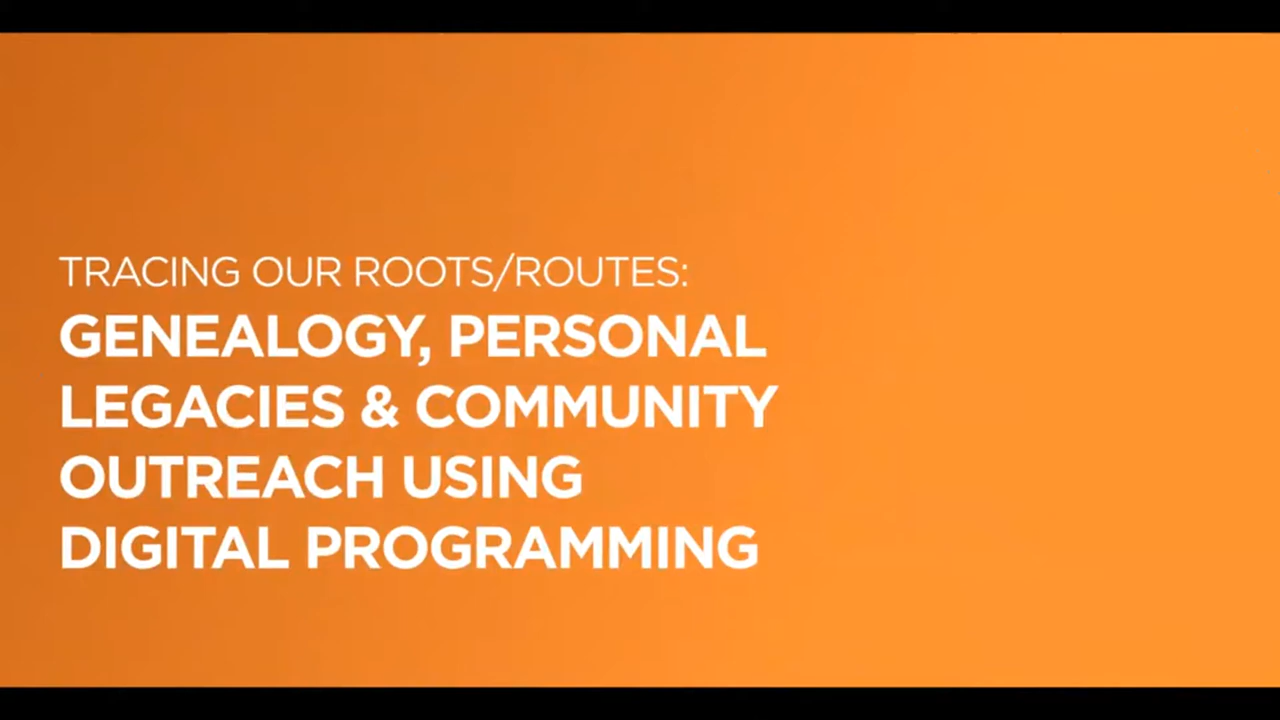 TRACING OUR ROOTS/ROUTES:
GENEALOGY, PERSONAL
LEGACIES & COMMUNITY
OUTREACH USING
DIGITAL PROGRAMMING